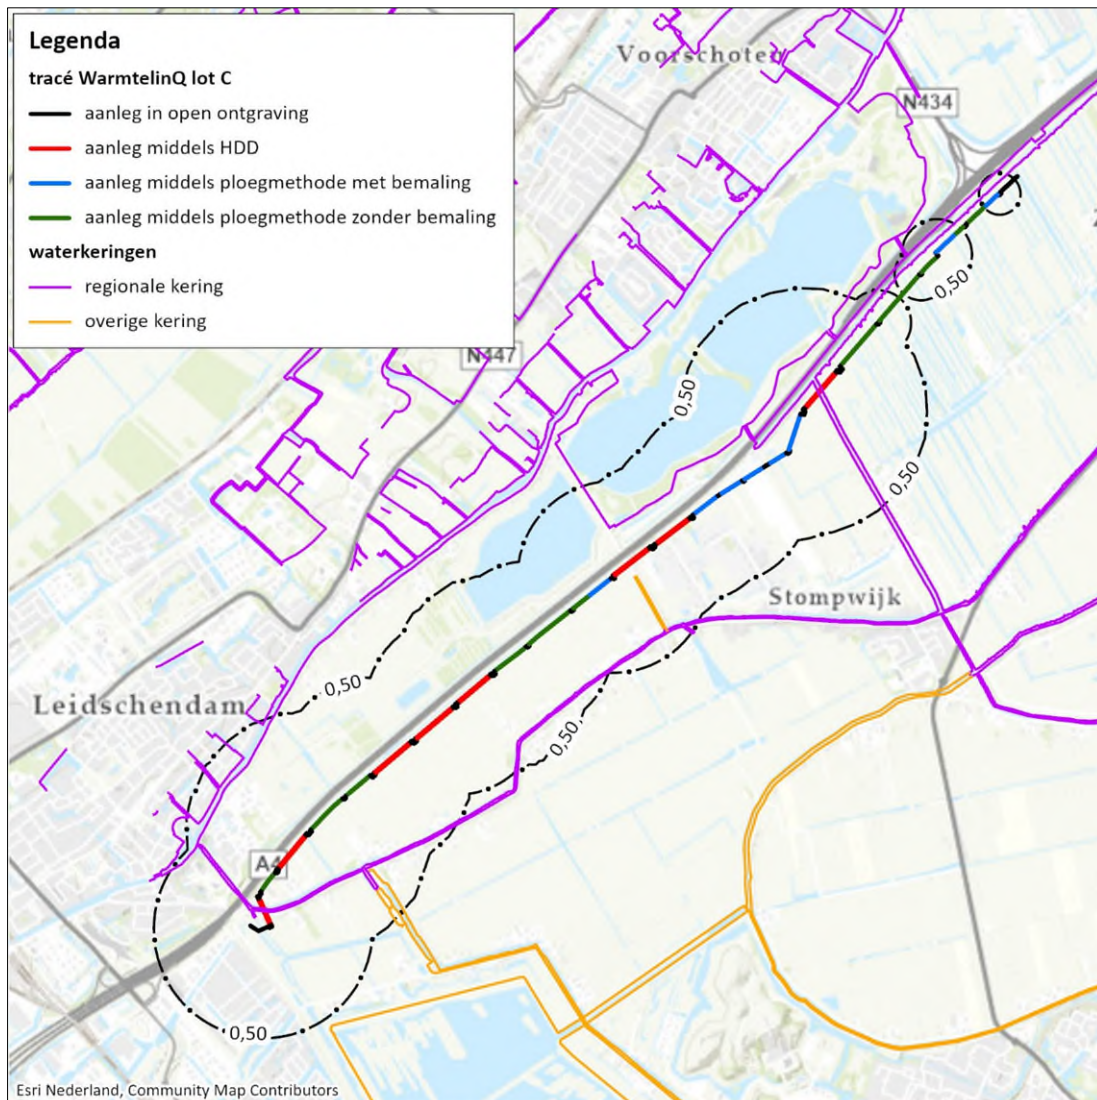 Legenda
tracé WarmtelinQ lot C
aanleg in open ontgraving
aanleg middels HDD
aanleg middels ploegmethode met bemaling
aanleg middels ploegmethode zonder bemaling
waterkeringen
regionale kering
overige kering
Voorschoten
N434
0,50
N447
0,50
0,50
Stompwijk
0,50
Leidschendam
0,50
A4
0,50
Esri Nederland, Community Map Contributors